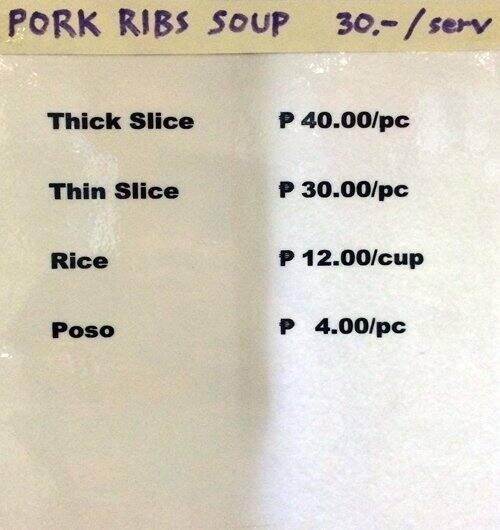 PORK RIBS SOUP 30.-/serv
Thick Slice ₱ 40.00/pc
Thin Slice ₱ 30.00/pc
Rice ₱ 12.00/cup
Poso ₱ 4.00/pc